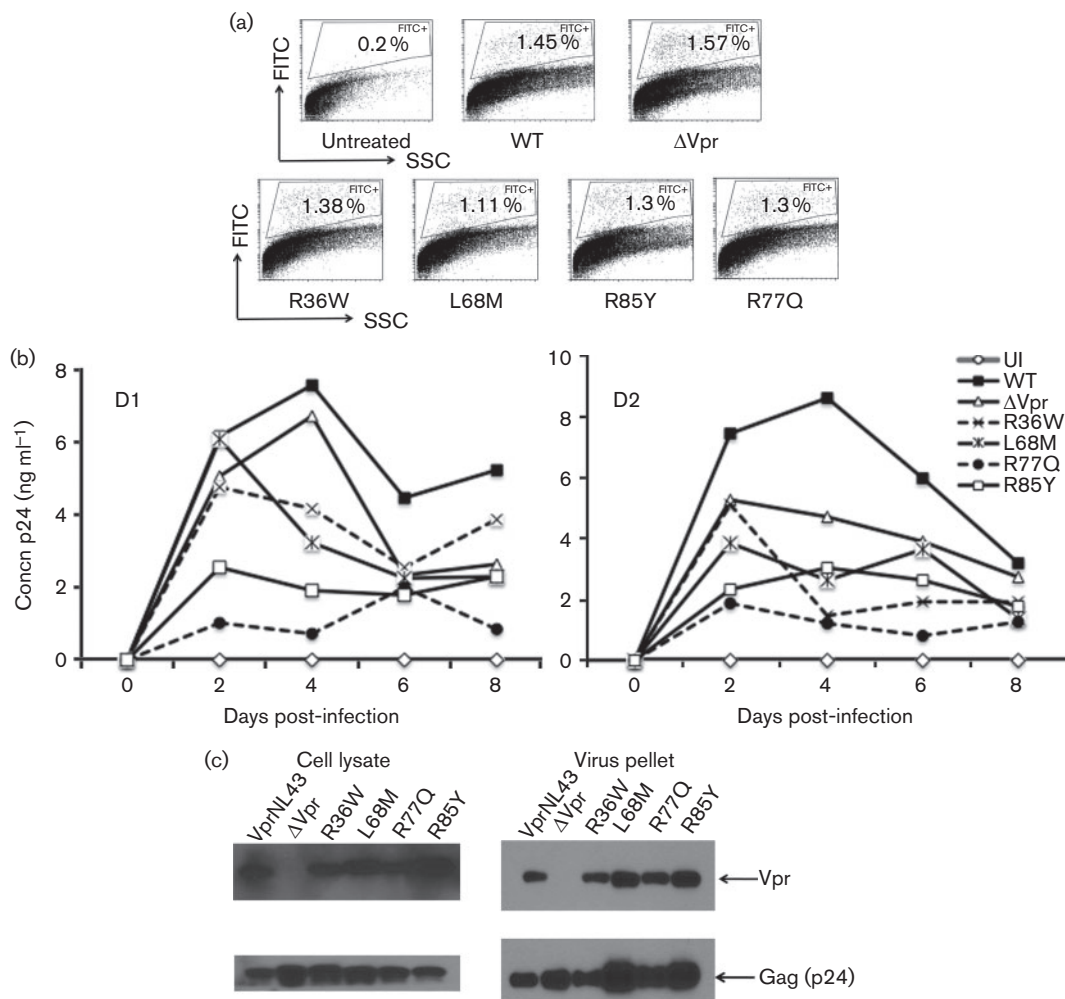 (a)
FITC
FITC+
0.2 %
FITC+
1.45 %
FITC+
1.57 %
Untreated
WT
ΔVpr
SSC
FITC
FITC+
1.38 %
FITC+
1.11 %
FITC+
1.3 %
FITC+
1.3 %
R36W
L68M
R85Y
R77Q
SSC
(b)
Concn p24 (ng ml⁻¹)
8
6
4
2
0
D1
0 2 4 6 8
Days post-infection
10
8
6
4
2
0
D2
0 2 4 6 8
Days post-infection
UI
WT
ΔVpr
R36W
L68M
R77Q
R85Y
(c)
Cell lysate
VprNL43 ΔVpr R36W L68M R77Q R85Y
Virus pellet
VprNL43 ΔVpr R36W L68M R77Q R85Y
Vpr
Gag (p24)